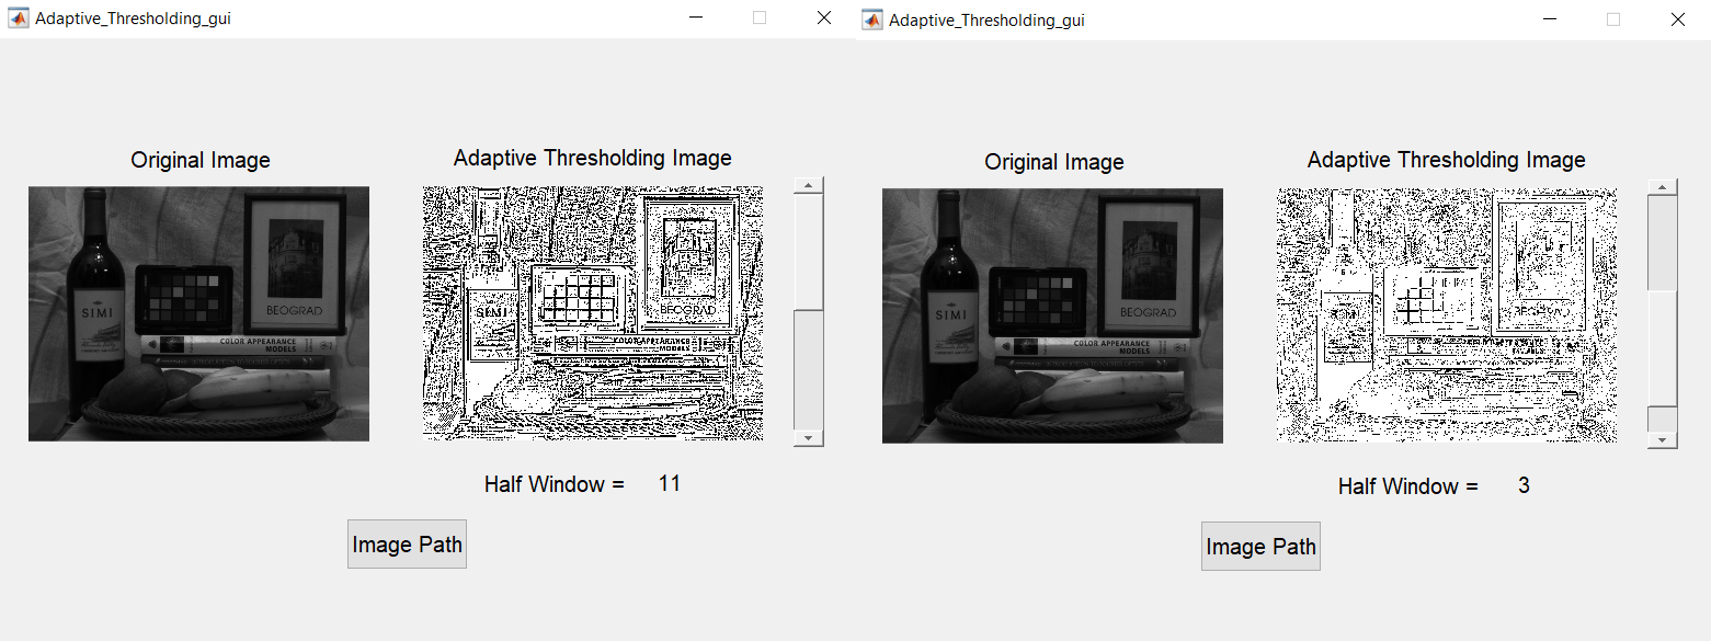 Adaptive_Thresholding_gui
Original Image
Adaptive Thresholding Image
SIMI
BEOGRAD
COLOR APPEARANCE
MODELS
SIMI
BEOGRAD
COLOR APPEARANCE
MODELS
Half Window = 11
Image Path
Adaptive_Thresholding_gui
Original Image
Adaptive Thresholding Image
SIMI
BEOGRAD
COLOR APPEARANCE
MODELS
BEOGRAD
Half Window = 3
Image Path